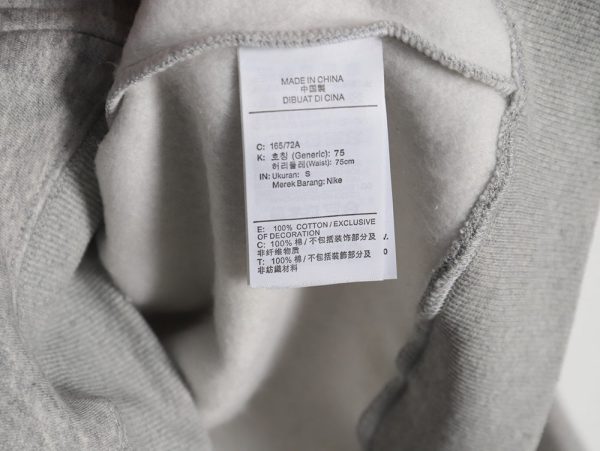 MADE IN CHINA
中国製
DIBUAT DI CINA
C: 165/72A
K: 호칭 (Generic): 75
허리둘레(Waist): 75cm
IN: Ukuran: S
Merek Barang: Nike
E: 100% COTTON/EXCLUSIVE
OF DECORATION
C: 100% 棉/不包括装饰部分及
非纤维物质
T: 100% 棉/不包括裝飾部分及
非紡織材料